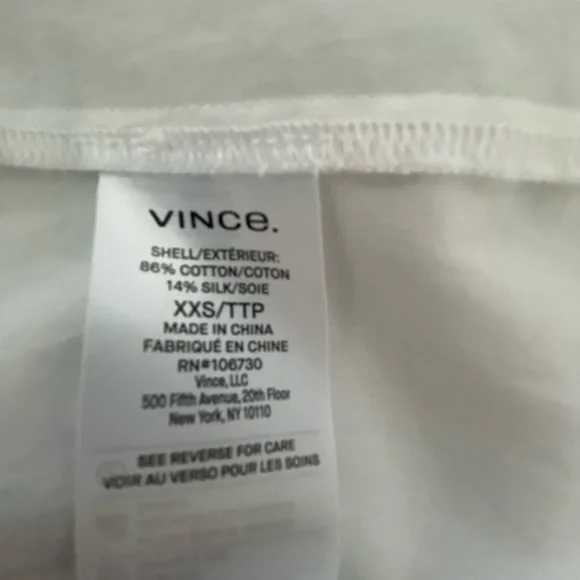 VINCE.
SHELL/EXTÉRIEUR:
86% COTTON/COTON
14% SILK/SOIE
XXS/TTP
MADE IN CHINA
FABRIQUÉ EN CHINE
RN#106730
Vince, LLC
500 Fifth Avenue, 20th Floor
New York, NY 10110
SEE REVERSE FOR CARE
VOIR AU VERSO POUR LES SOINS